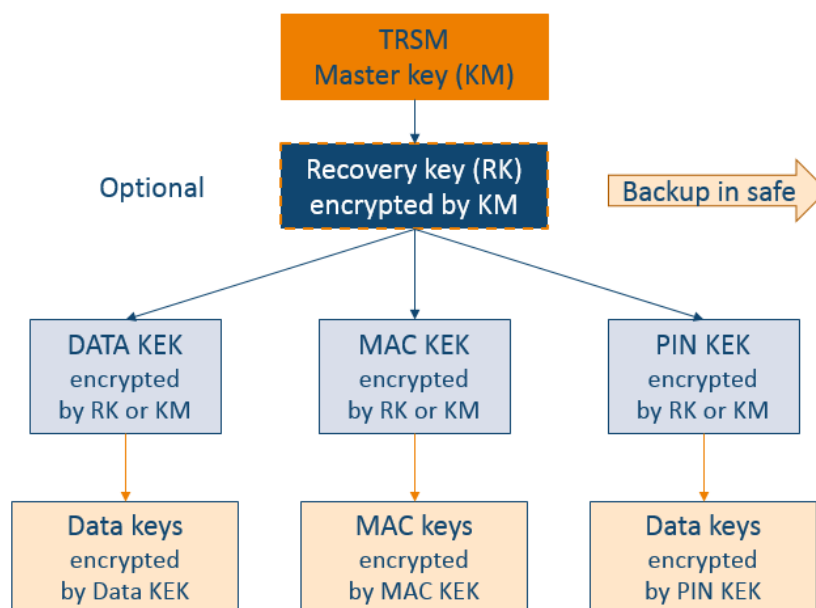 TRSM
Master key (KM)
Optional
Recovery key (RK)
encrypted by KM
Backup in safe
DATA KEK
encrypted
by RK or KM
MAC KEK
encrypted
by RK or KM
PIN KEK
encrypted
by RK or KM
Data keys
encrypted
by Data KEK
MAC keys
encrypted
by MAC KEK
Data keys
encrypted
by PIN KEK